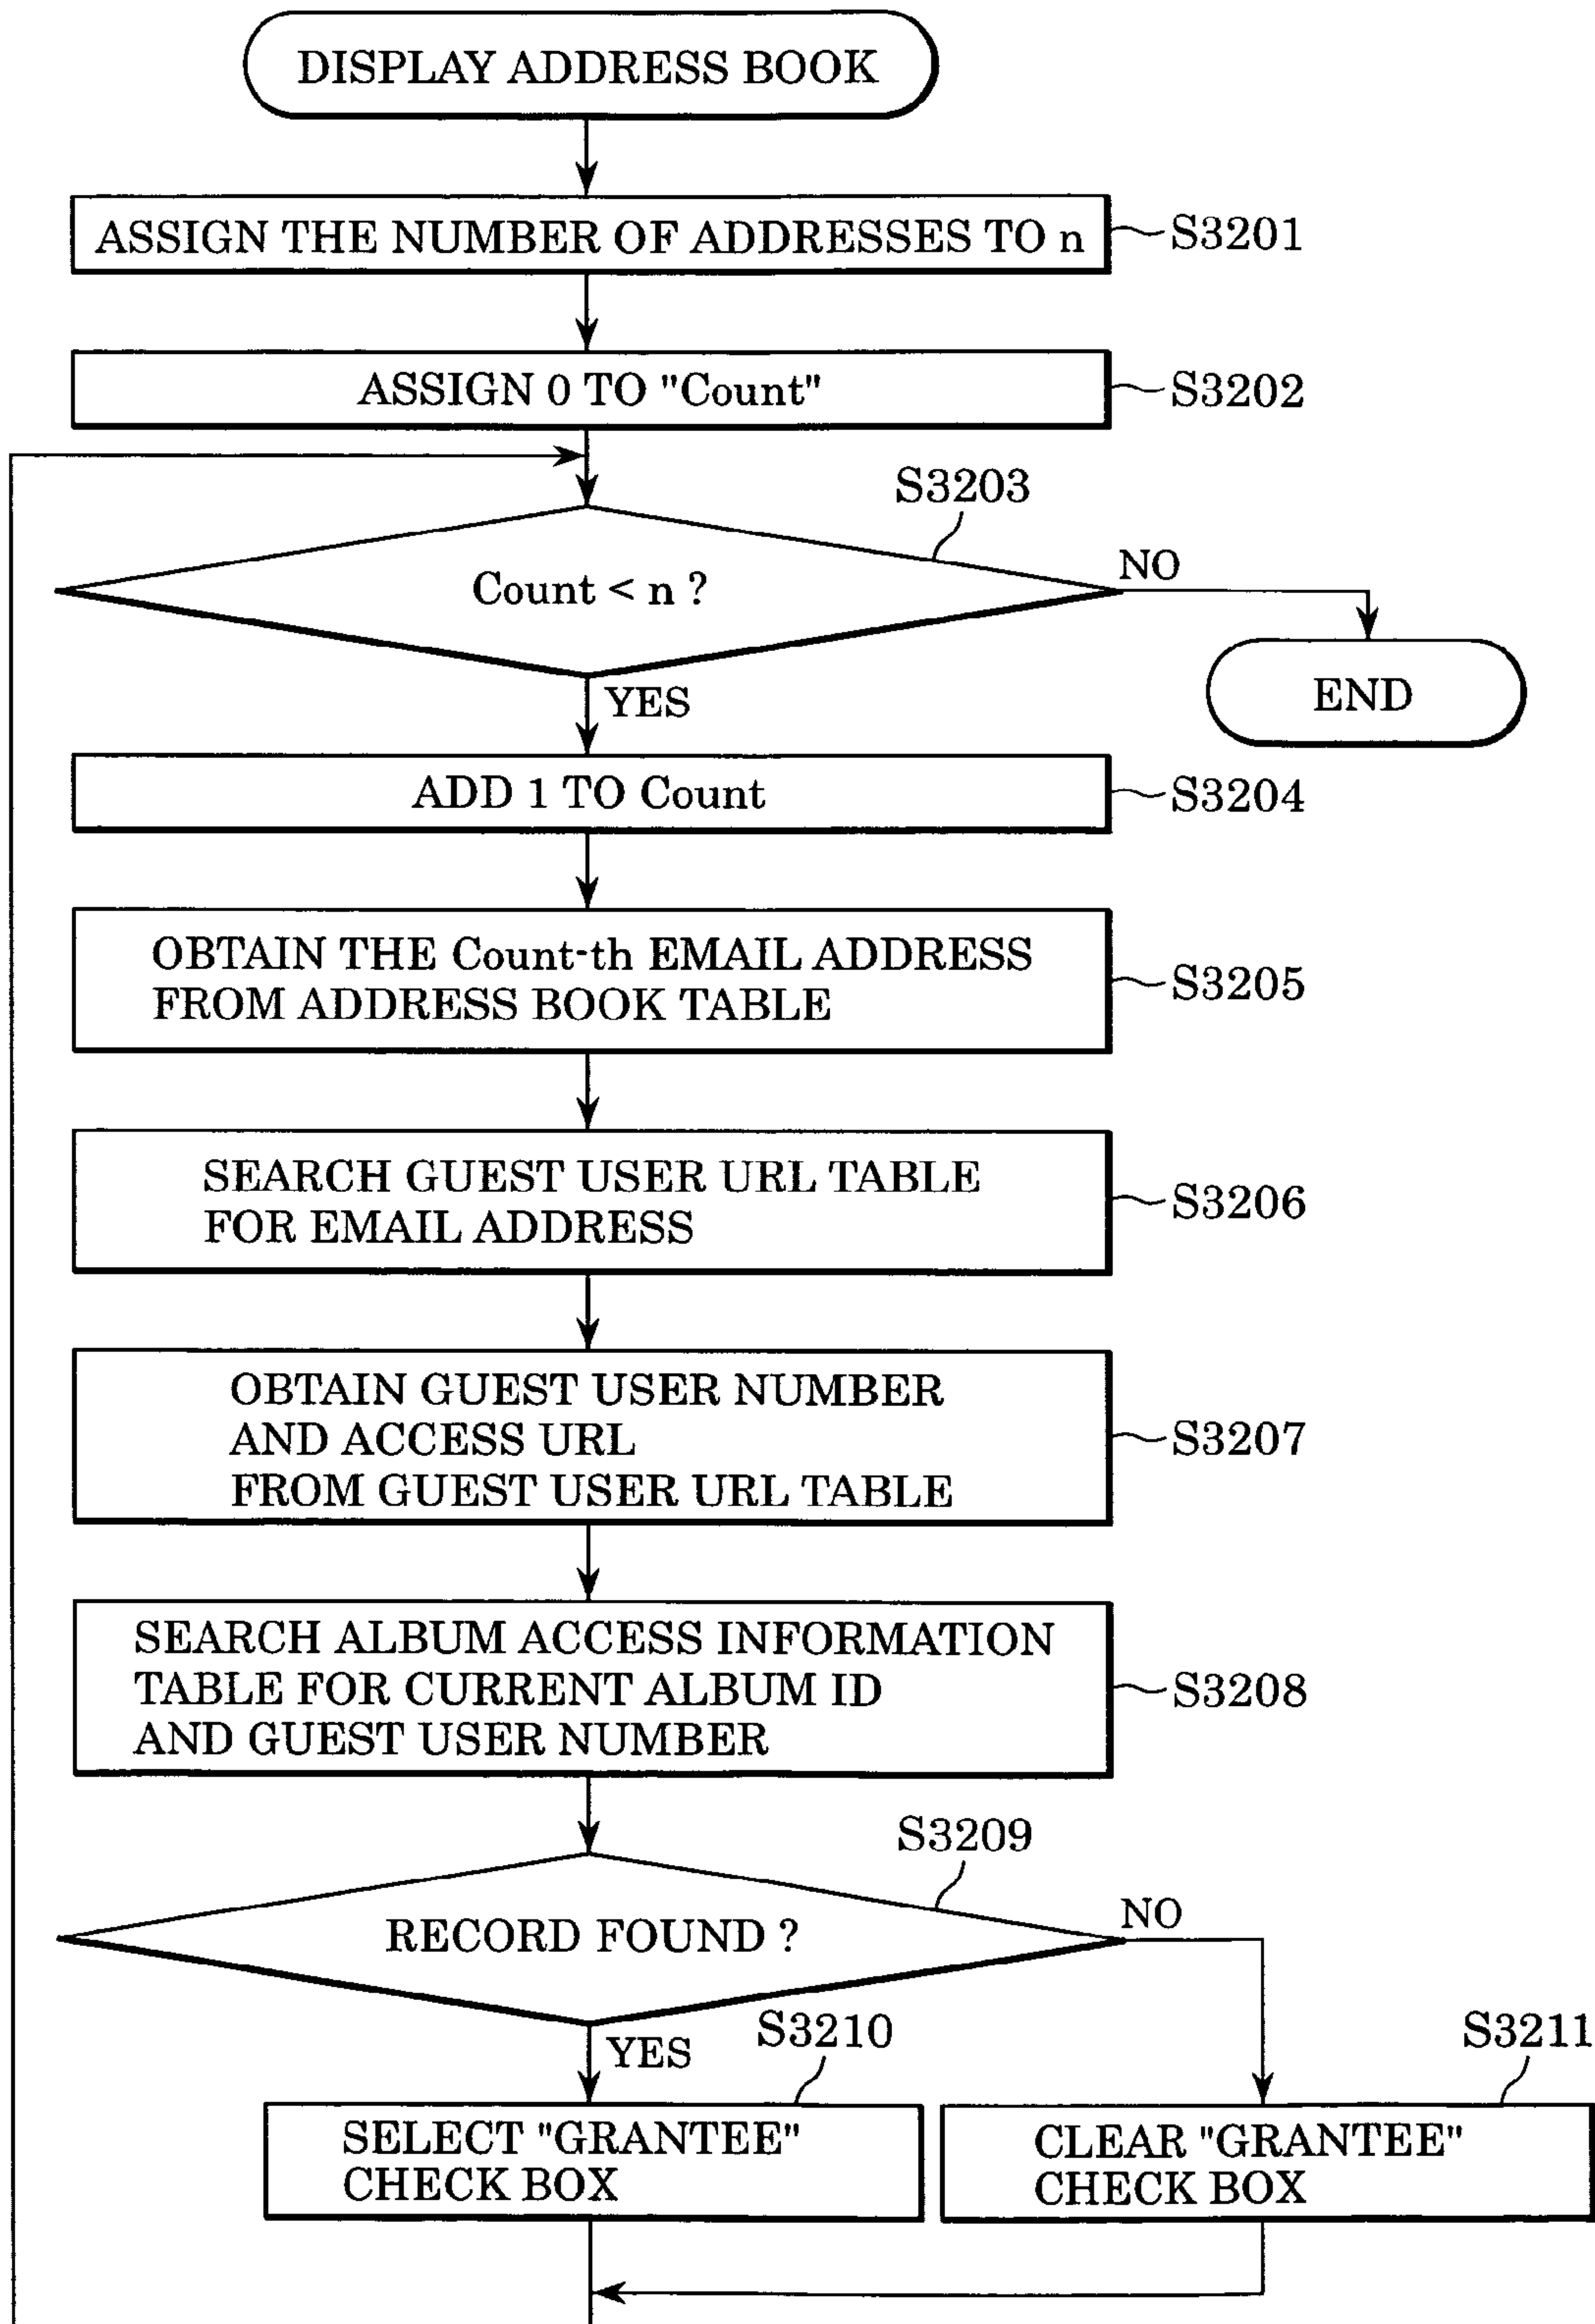 DISPLAY ADDRESS BOOK
ASSIGN THE NUMBER OF ADDRESSES TO n
S3201
ASSIGN 0 TO "Count"
S3202
S3203
Count < n ?
NO
END
YES
ADD 1 TO Count
S3204
OBTAIN THE Count-th EMAIL ADDRESS
FROM ADDRESS BOOK TABLE
S3205
SEARCH GUEST USER URL TABLE
FOR EMAIL ADDRESS
S3206
OBTAIN GUEST USER NUMBER
AND ACCESS URL
FROM GUEST USER URL TABLE
S3207
SEARCH ALBUM ACCESS INFORMATION
TABLE FOR CURRENT ALBUM ID
AND GUEST USER NUMBER
S3208
S3209
RECORD FOUND ?
NO
YES
S3210
S3211
SELECT "GRANTEE"
CHECK BOX
CLEAR "GRANTEE"
CHECK BOX